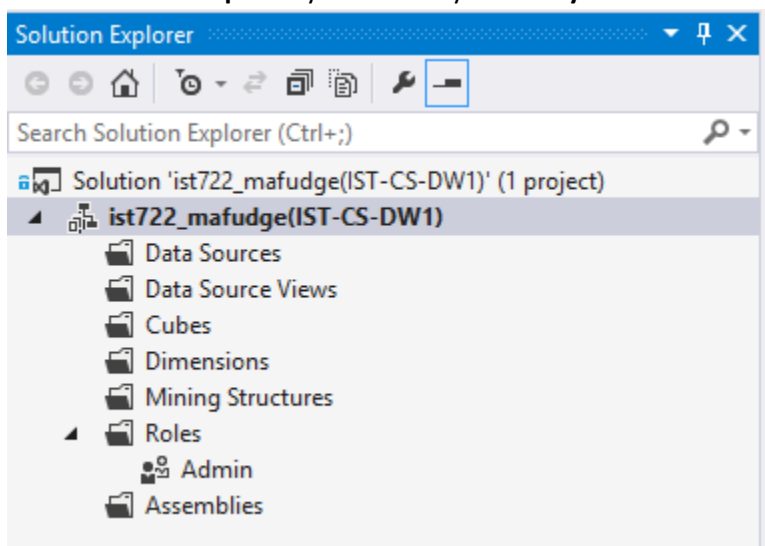 Solution Explorer
Search Solution Explorer (Ctrl+;)
Solution 'ist722_mafudge(IST-CS-DW1)' (1 project)
ist722_mafudge(IST-CS-DW1)
Data Sources
Data Source Views
Cubes
Dimensions
Mining Structures
Roles
Admin
Assemblies